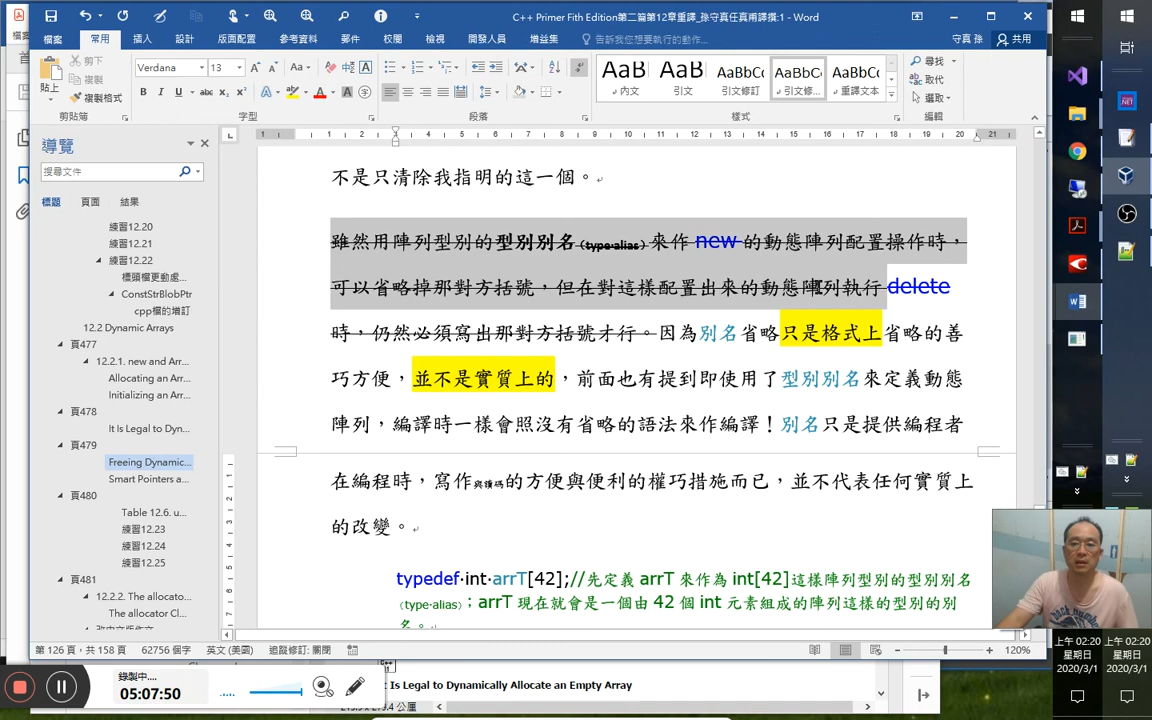 C++ Primer Fith Edition第二篇第12章重譯_孫守真任真甫譯撰:1 - Word
檔案
常用
插入
設計
版面配置
參考資料
郵件
校閱
檢視
開發人員
增益集
告訴我您想要執行的動作...
守真 孫
共用
貼上
剪下
複製
複製格式
剪貼簿
Verdana
13
字型
段落
AaB
AaB
AaBbC
AaBbC
AaBbC
內文
引文
引文修訂
引文修...
重譯文本
樣式
尋找
取代
選取
編輯
導覽
搜尋文件
標題
頁面
結果
練習12.20
練習12.21
練習12.22
標頭檔更動處...
ConstStrBlobPtr
cpp檔的增訂
12.2 Dynamic Arrays
頁477
12.2.1. new and Arr...
Allocating an Arr...
Initializing an Arr...
頁478
It Is Legal to Dyn...
頁479
Freeing Dynamic...
Smart Pointers a...
頁480
Table 12.6. u...
練習12.23
練習12.24
練習12.25
頁481
12.2.2. The allocato...
The allocator Cl...
不是只清除我指明的這一個。
雖然用陣列型別的型別別名(type·alias)來作 new 的動態陣列配置操作時，
可以省略掉那對方括號，但在對這樣配置出來的動態陣列執行 delete
時，仍然必須寫出那對方括號才行。因為別名省略只是格式上省略的善
巧方便，並不是實質上的，前面也有提到即使用了型別別名來定義動態
陣列，編譯時一樣會照沒有省略的語法來作編譯！別名只是提供編程者
在編程時，寫作與讀碼的方便與便利的權巧措施而已，並不代表任何實質上
的改變。
typedef·int·arrT[42];//先定義 arrT 來作為 int[42]這樣陣列型別的型別別名
(type·alias)；arrT 現在就會是一個由 42 個 int 元素組成的陣列這樣的型別的別
名。
第 126 頁，共 158 頁
62756 個字
英文 (美國)
追蹤修訂: 關閉
120%
錄製中...
05:07:50
Is Legal to Dynamically Allocate an Empty Array
上午 02:20
星期日
2020/3/1
上午 02:20
星期日
2020/3/1